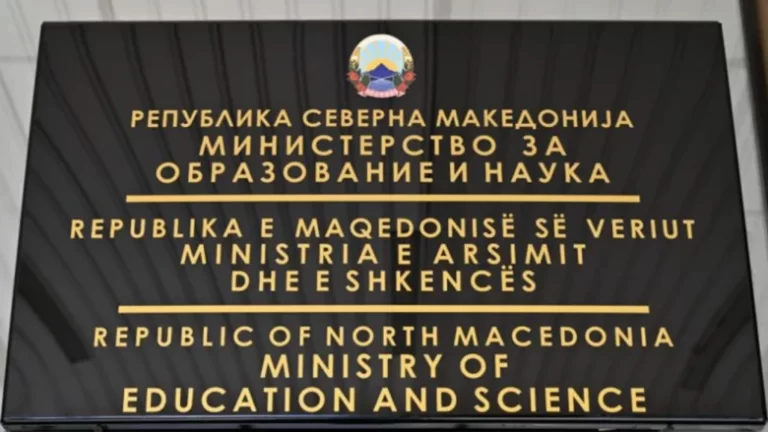 РЕПУБЛИКА СЕВЕРНА МАКЕДОНИЈА
МИНИСТЕРСТВО ЗА
ОБРАЗОВАНИЕ И НАУКА
REPUBLIKA E MAQEDONISË SË VERIUT
MINISTRIA E ARSIMIT
DHE E SHKENCËS
REPUBLIC OF NORTH MACEDONIA
MINISTRY OF
EDUCATION AND SCIENCE